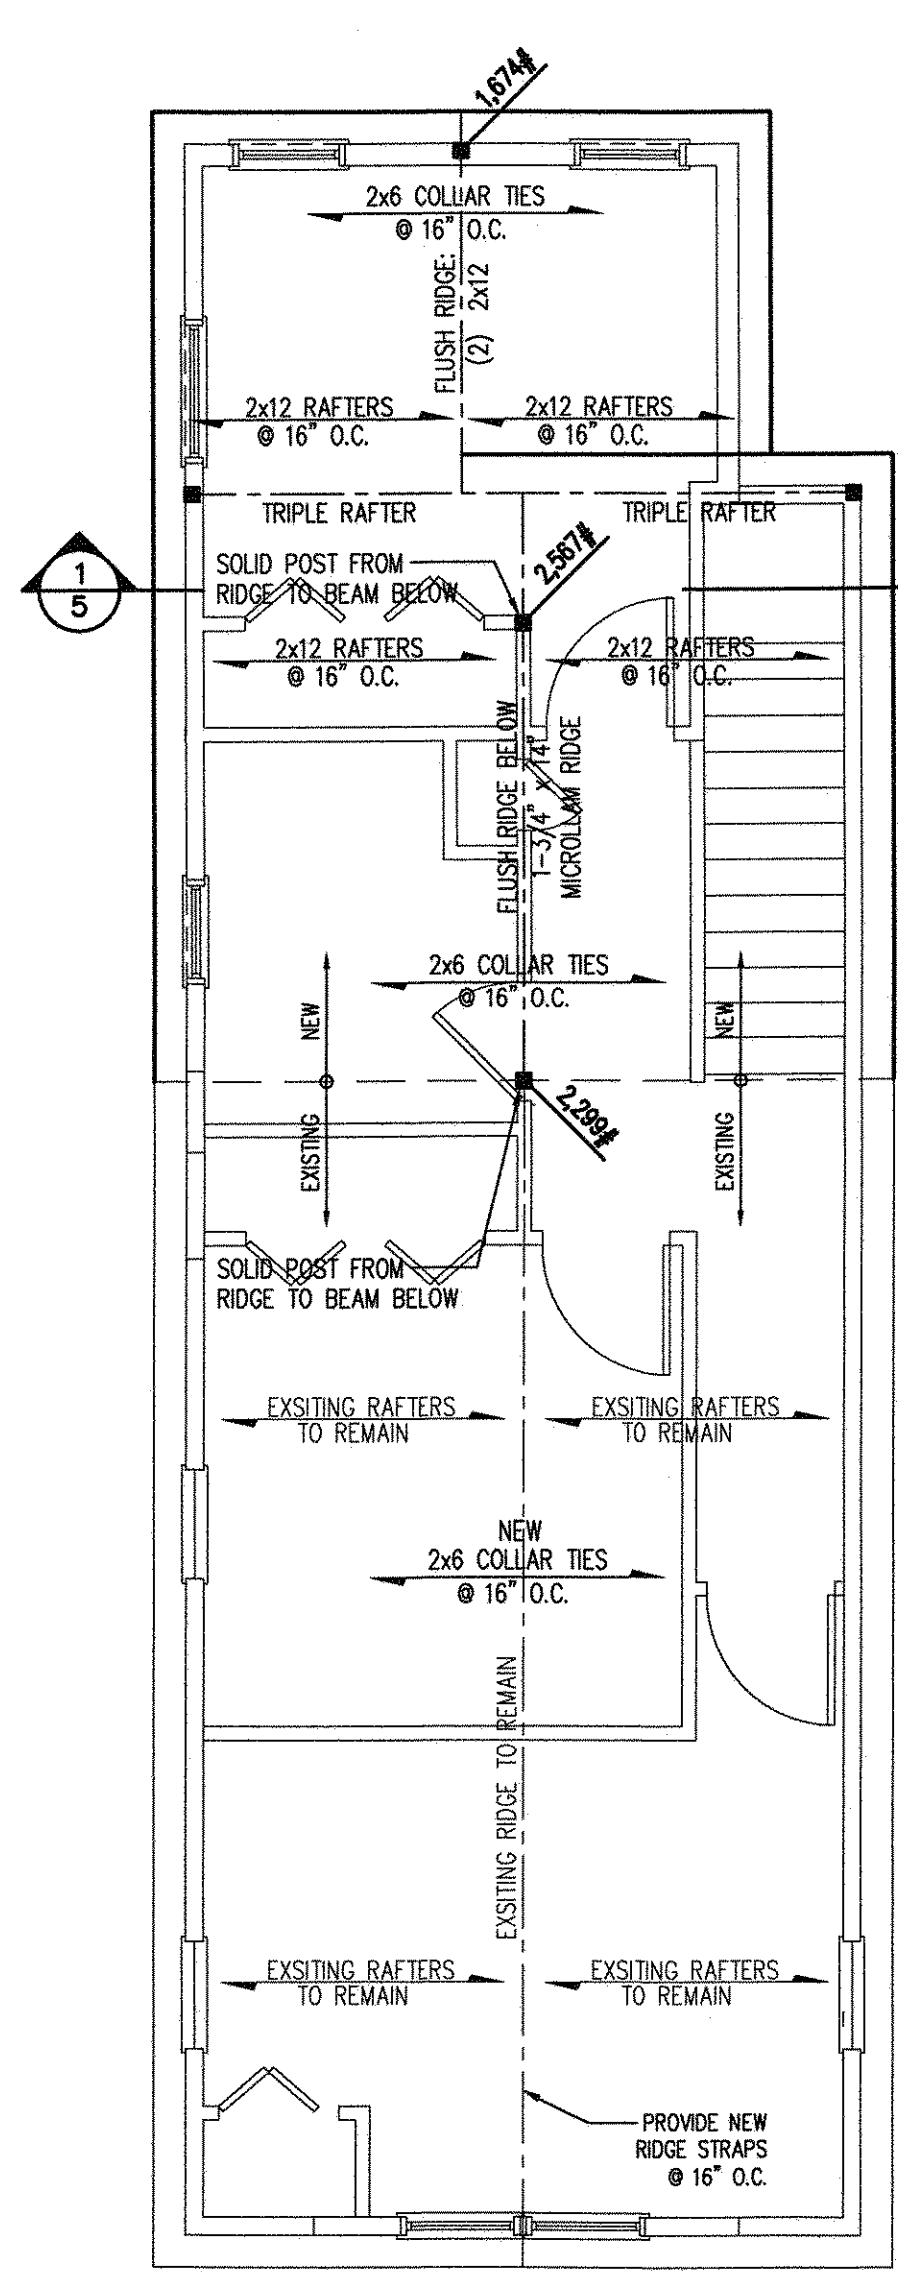 1,674#
2x6 COLLAR TIES
@ 16" O.C.
FLUSH RIDGE:
(2) 2x12
2x12 RAFTERS
@ 16" O.C.
2x12 RAFTERS
@ 16" O.C.
TRIPLE RAFTER
TRIPLE RAFTER
1
5
SOLID POST FROM
RIDGE TO BEAM BELOW
2,567#
2x12 RAFTERS
@ 16" O.C.
2x12 RAFTERS
@ 16" O.C.
FLUSH RIDGE BELOW
1-3/4" x 14"
MICROLLAM RIDGE
2x6 COLLAR TIES
@ 16" O.C.
NEW
EXISTING
NEW
EXISTING
2,299#
SOLID POST FROM
RIDGE TO BEAM BELOW
EXSITING RAFTERS
TO REMAIN
EXSITING RAFTERS
TO REMAIN
NEW
2x6 COLLAR TIES
@ 16" O.C.
EXSITING RIDGE TO REMAIN
EXSITING RAFTERS
TO REMAIN
EXSITING RAFTERS
TO REMAIN
PROVIDE NEW
RIDGE STRAPS
@ 16" O.C.